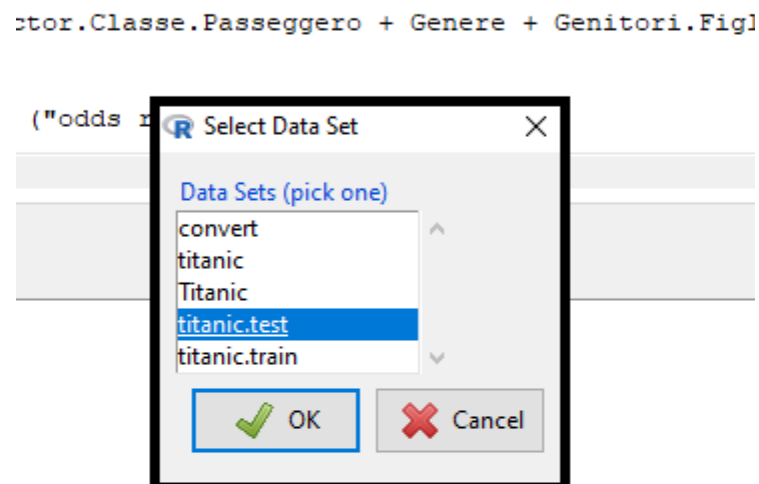 ctor.Classe.Passeggero + Genere + Genitori.Figl
("odds r
Select Data Set
Data Sets (pick one)
convert
titanic
Titanic
titanic.test
titanic.train
OK
Cancel